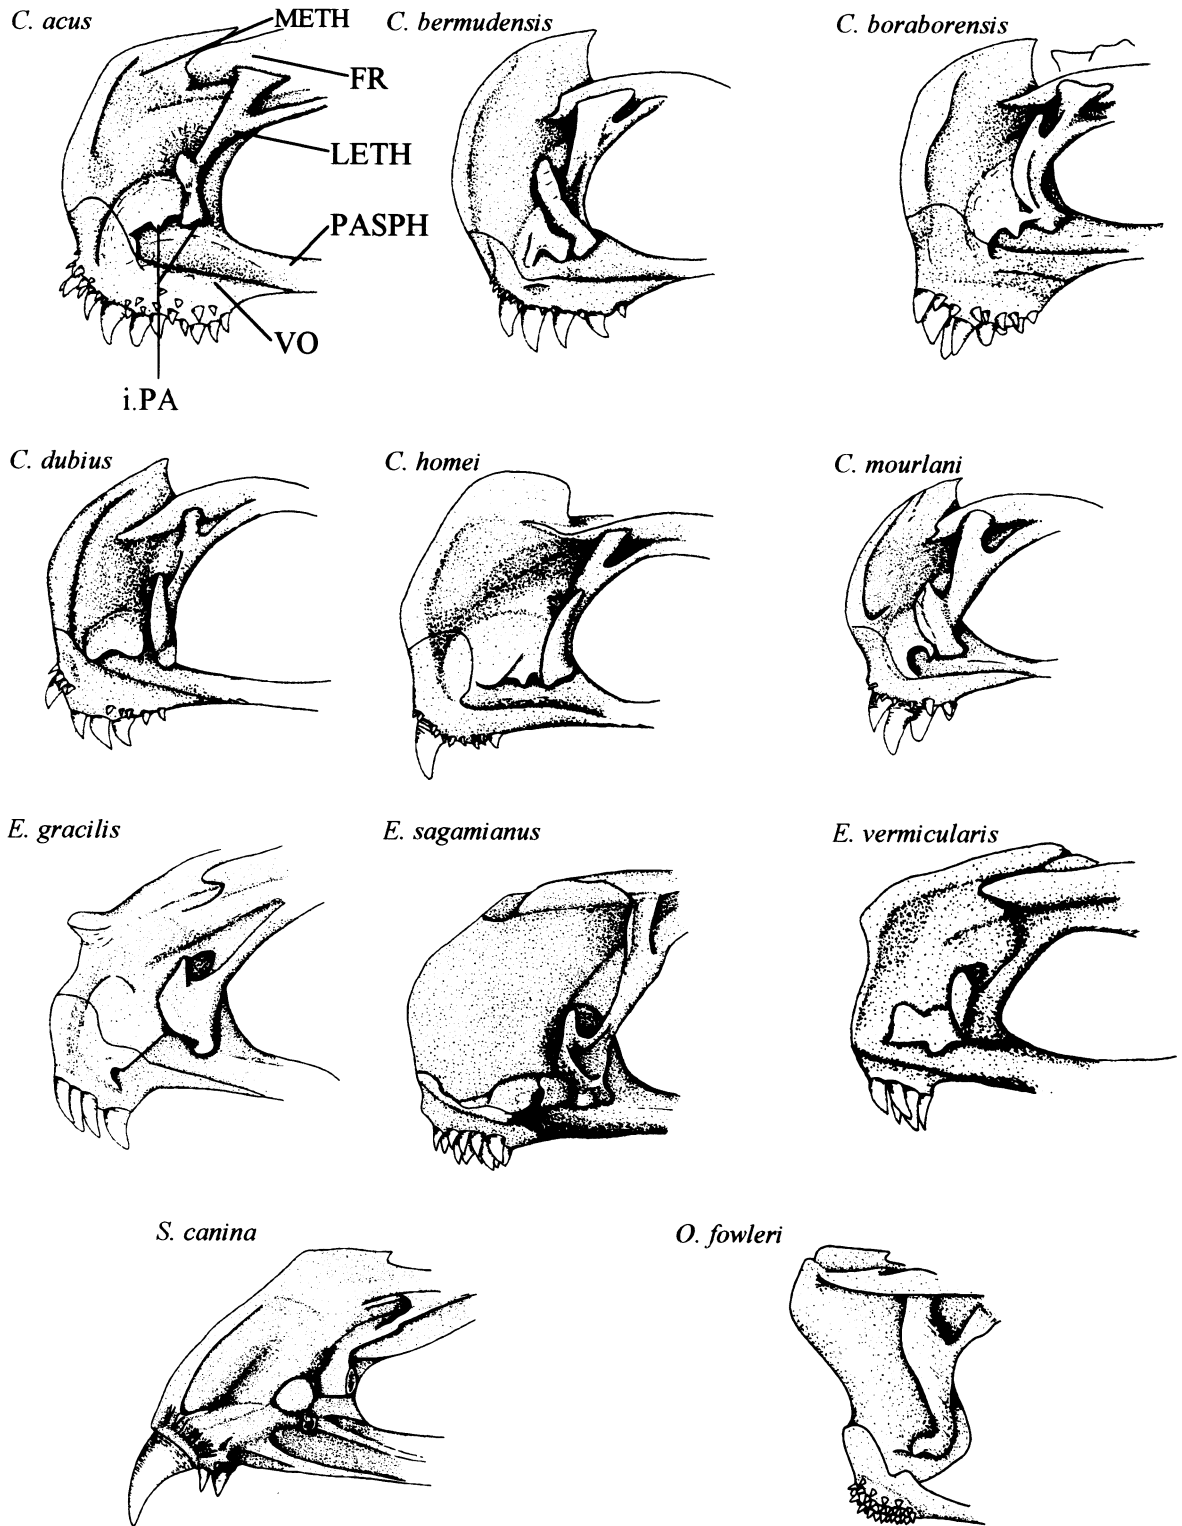 C. acus
METH
C. bermudensis
C. boraborensis
FR
LETH
PASPH
VO
i.PA
C. dubius
C. homei
C. mourlani
E. gracilis
E. sagamianus
E. vermicularis
S. canina
O. fowleri